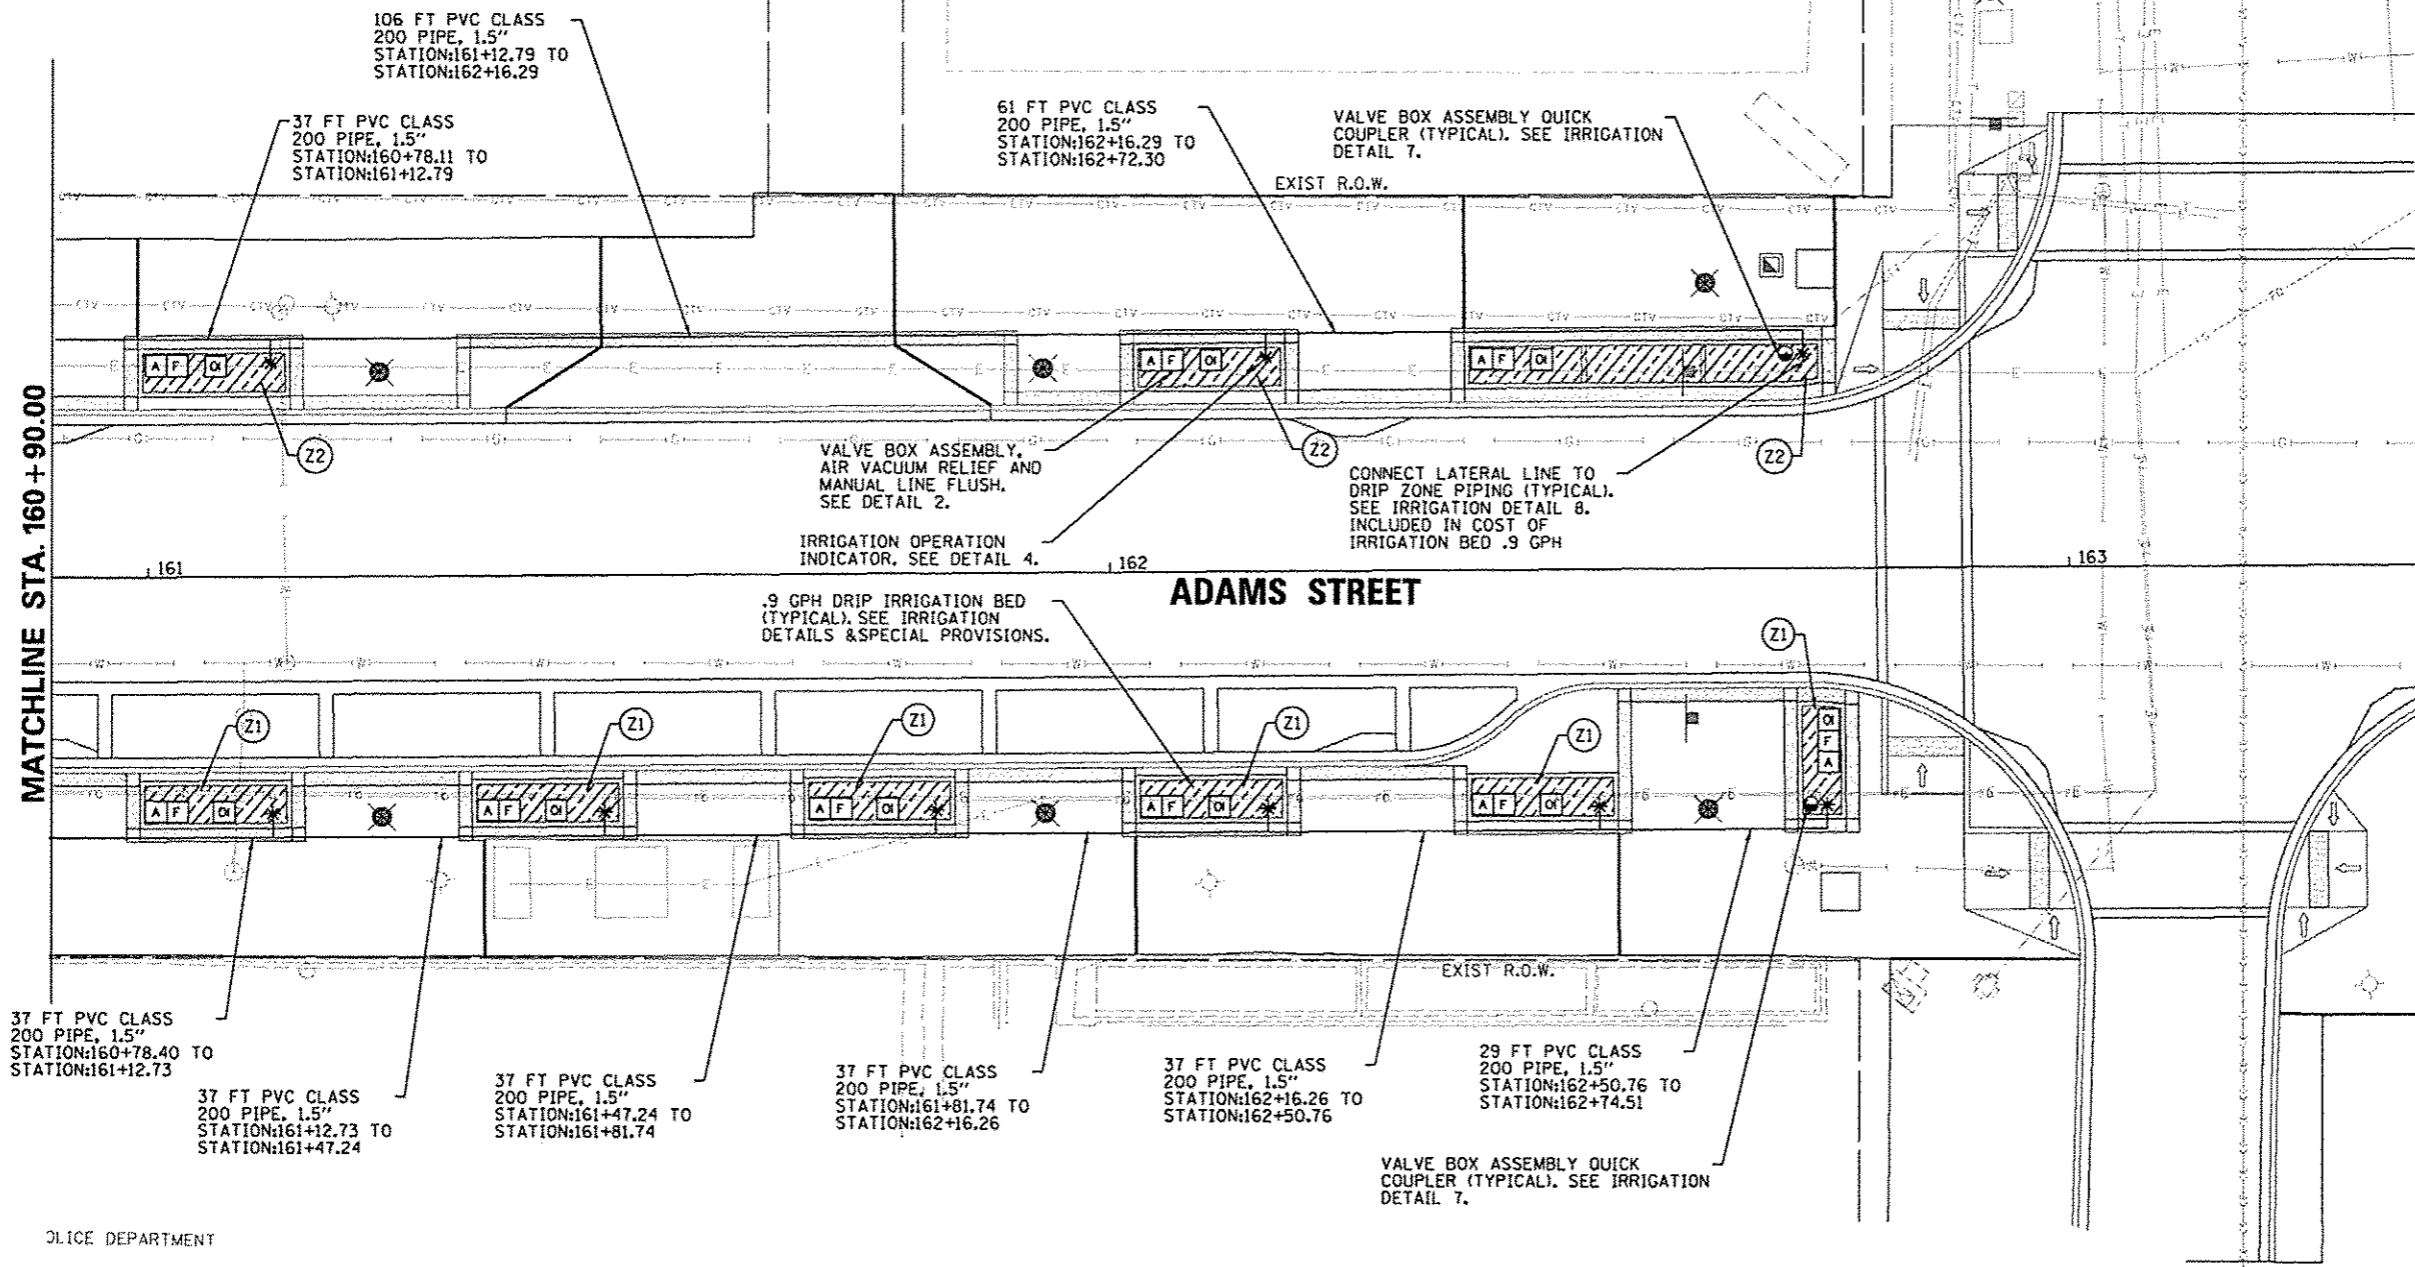 106 FT PVC CLASS
200 PIPE, 1.5"
STATION:161+12.79 TO
STATION:162+16.29
37 FT PVC CLASS
200 PIPE, 1.5"
STATION:160+78.11 TO
STATION:161+12.79
61 FT PVC CLASS
200 PIPE, 1.5"
STATION:162+16.29 TO
STATION:162+72.30
VALVE BOX ASSEMBLY QUICK
COUPLER (TYPICAL). SEE IRRIGATION
DETAIL 7.
EXIST R.O.W.
A F OI
A F OI
A F OI
Z2
Z2
Z2
VALVE BOX ASSEMBLY,
AIR VACUUM RELIEF AND
MANUAL LINE FLUSH.
SEE DETAIL 2.
IRRIGATION OPERATION
INDICATOR. SEE DETAIL 4.
CONNECT LATERAL LINE TO
DRIP ZONE PIPING (TYPICAL).
SEE IRRIGATION DETAIL 8.
INCLUDED IN COST OF
IRRIGATION BED .9 GPH
MATCHLINE STA. 160+90.00
161
162
163
ADAMS STREET
.9 GPH DRIP IRRIGATION BED
(TYPICAL). SEE IRRIGATION
DETAILS &SPECIAL PROVISIONS.
Z1
Z1
Z1
Z1
Z1
Z1
A F OI
A F OI
A F OI
A F OI
A F OI
OI
F
A
EXIST R.O.W.
37 FT PVC CLASS
200 PIPE, 1.5"
STATION:160+78.40 TO
STATION:161+12.73
37 FT PVC CLASS
200 PIPE, 1.5"
STATION:161+12.73 TO
STATION:161+47.24
37 FT PVC CLASS
200 PIPE, 1.5"
STATION:161+47.24 TO
STATION:161+81.74
37 FT PVC CLASS
200 PIPE, 1.5"
STATION:161+81.74 TO
STATION:162+16.26
37 FT PVC CLASS
200 PIPE, 1.5"
STATION:162+16.26 TO
STATION:162+50.76
29 FT PVC CLASS
200 PIPE, 1.5"
STATION:162+50.76 TO
STATION:162+74.51
VALVE BOX ASSEMBLY QUICK
COUPLER (TYPICAL). SEE IRRIGATION
DETAIL 7.
OLICE DEPARTMENT